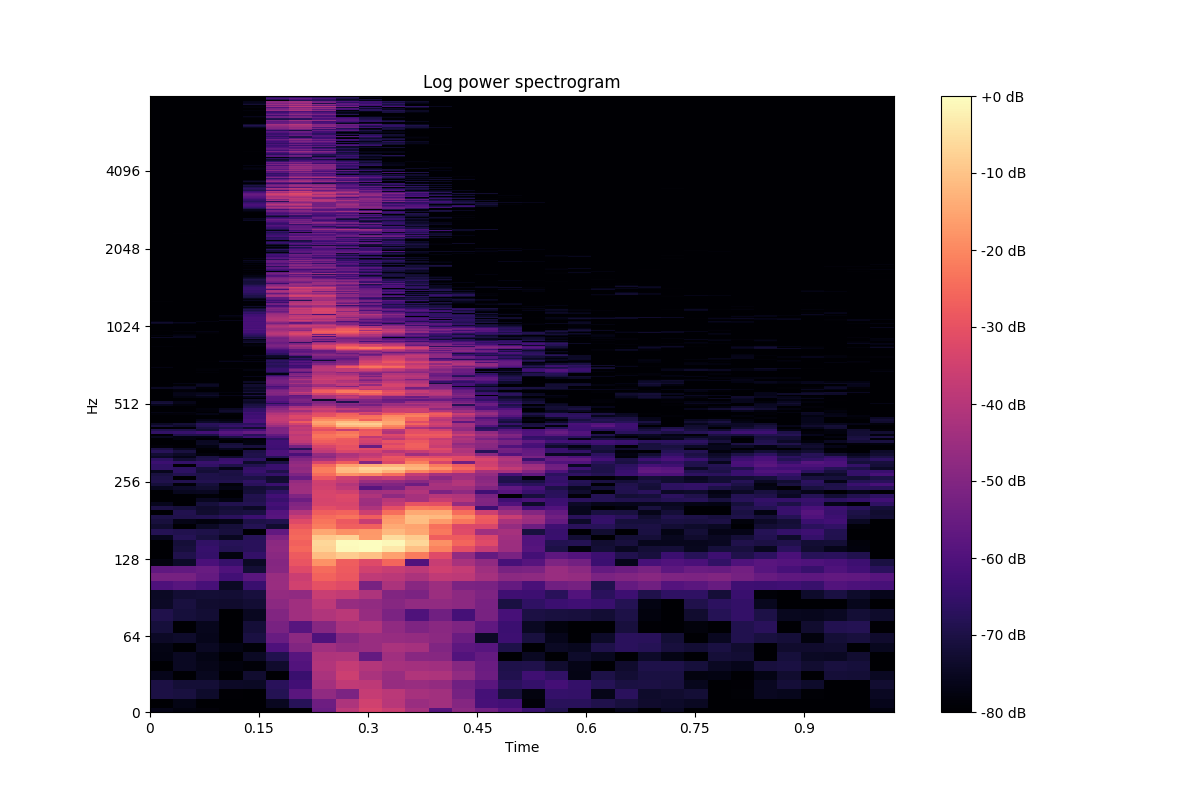 Log power spectrogram
Hz
4096
2048
1024
512
256
128
64
0
0 0.15 0.3 0.45 0.6 0.75 0.9
Time
+0 dB
-10 dB
-20 dB
-30 dB
-40 dB
-50 dB
-60 dB
-70 dB
-80 dB